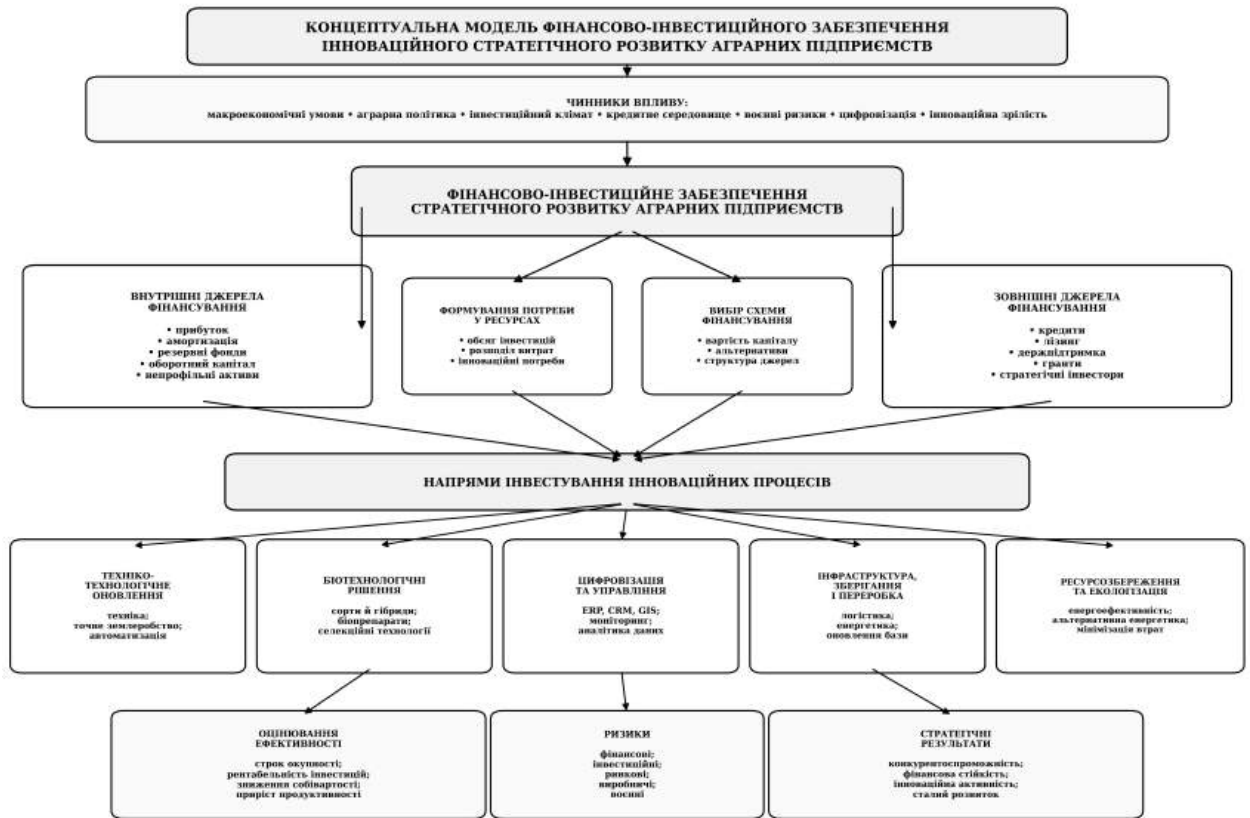 КОНЦЕПТУАЛЬНА МОДЕЛЬ ФІНАНСОВО-ІНВЕСТИЦІЙНОГО ЗАБЕЗПЕЧЕННЯ
ІННОВАЦІЙНОГО СТРАТЕГІЧНОГО РОЗВИТКУ АГРАРНИХ ПІДПРИЄМСТВ
ЧИННИКИ ВПЛИВУ:
макроекономічні умови • аграрна політика • інвестиційний клімат • кредитне середовище • воєнні ризики • цифровізація • інноваційна зрілість
ФІНАНСОВО-ІНВЕСТИЦІЙНЕ ЗАБЕЗПЕЧЕННЯ
СТРАТЕГІЧНОГО РОЗВИТКУ АГРАРНИХ ПІДПРИЄМСТВ
ВНУТРІШНІ ДЖЕРЕЛА
ФІНАНСУВАННЯ
• прибуток
• амортизація
• резервні фонди
• оборотний капітал
• непрофільні активи
ФОРМУВАННЯ ПОТРЕБИ
У РЕСУРСАХ
• обсяг інвестицій
• розподіл витрат
• інноваційні потреби
ВИБІР СХЕМИ
ФІНАНСУВАННЯ
• вартість капіталу
• альтернативи
• структура джерел
ЗОВНІШНІ ДЖЕРЕЛА
ФІНАНСУВАННЯ
• кредити
• лізинг
• держпідтримка
• гранти
• стратегічні інвестори
НАПРЯМИ ІНВЕСТУВАННЯ ІННОВАЦІЙНИХ ПРОЦЕСІВ
ТЕХНІКО-
ТЕХНОЛОГІЧНЕ
ОНОВЛЕННЯ
техніка;
точне землеробство;
автоматизація
БІОТЕХНОЛОГІЧНІ
РІШЕННЯ
сорти й гібриди;
біопрепарати;
селекційні технології
ЦИФРОВІЗАЦІЯ
ТА УПРАВЛІННЯ
ERP, CRM, GIS;
моніторинг;
аналітика даних
ІНФРАСТРУКТУРА,
ЗБЕРІГАННЯ
І ПЕРЕРОБКА
логістика;
енергетика;
оновлення бази
РЕСУРСОЗБЕРЕЖЕННЯ
ТА ЕКОЛОГІЗАЦІЯ
енергоефективність;
альтернативна енергетика;
мінімізація втрат
ОЦІНЮВАННЯ
ЕФЕКТИВНОСТІ
строк окупності;
рентабельність інвестицій;
зниження собівартості;
приріст продуктивності
РИЗИКИ
фінансові;
інвестиційні;
ринкові;
виробничі;
воєнні
СТРАТЕГІЧНІ
РЕЗУЛЬТАТИ
конкурентоспроможність;
фінансова стійкість;
інноваційна активність;
сталий розвиток